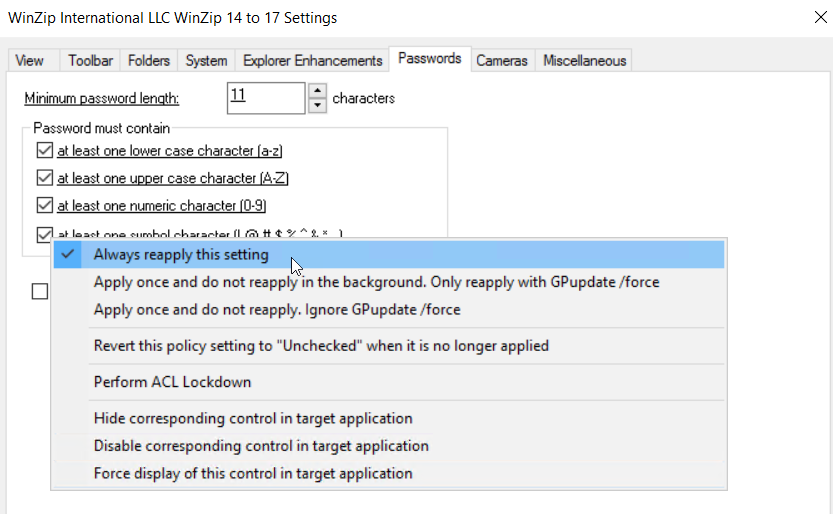 WinZip International LLC WinZip 14 to 17 Settings
View Toolbar Folders System Explorer Enhancements Passwords Cameras Miscellaneous
Minimum password length: 11 characters
Password must contain
at least one lower case character (a-z)
at least one upper case character (A-Z)
at least one numeric character (0-9)
at least one symbol character (! @ # $ % ^ & * ...)
Always reapply this setting
Apply once and do not reapply in the background. Only reapply with GPupdate /force
Apply once and do not reapply. Ignore GPupdate /force
Revert this policy setting to "Unchecked" when it is no longer applied
Perform ACL Lockdown
Hide corresponding control in target application
Disable corresponding control in target application
Force display of this control in target application